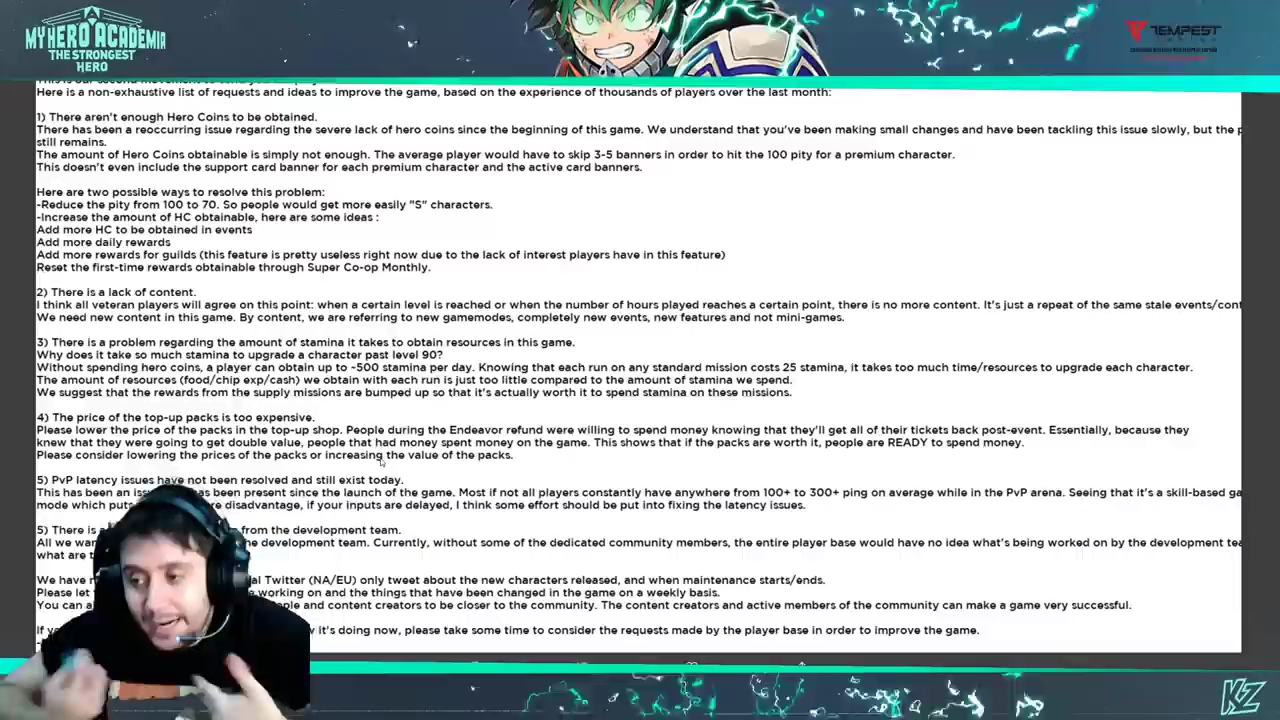 MY HERO ACADEMIA
THE STRONGEST
HERO
TEMPEST
Here is a non-exhaustive list of requests and ideas to improve the game, based on the experience of thousands of players over the last month:
1) There aren't enough Hero Coins to be obtained.
There has been a reoccurring issue regarding the severe lack of hero coins since the beginning of this game. We understand that you've been making small changes and have been tackling this issue slowly, but the p
still remains.
The amount of Hero Coins obtainable is simply not enough. The average player would have to skip 3-5 banners in order to hit the 100 pity for a premium character.
This doesn't even include the support card banner for each premium character and the active card banners.
Here are two possible ways to resolve this problem:
-Reduce the pity from 100 to 70. So people would get more easily "S" characters.
-Increase the amount of HC obtainable, here are some ideas :
Add more HC to be obtained in events
Add more daily rewards
Add more rewards for guilds (this feature is pretty useless right now due to the lack of interest players have in this feature)
Reset the first-time rewards obtainable through Super Co-op Monthly.
2) There is a lack of content.
I think all veteran players will agree on this point: when a certain level is reached or when the number of hours played reaches a certain point, there is no more content. It's just a repeat of the same stale events/cont
We need new content in this game. By content, we are referring to new gamemodes, completely new events, new features and not mini-games.
3) There is a problem regarding the amount of stamina it takes to obtain resources in this game.
Why does it take so much stamina to upgrade a character past level 90?
Without spending hero coins, a player can obtain up to ~500 stamina per day. Knowing that each run on any standard mission costs 25 stamina, it takes too much time/resources to upgrade each character.
The amount of resources (food/chip exp/cash) we obtain with each run is just too little compared to the amount of stamina we spend.
We suggest that the rewards from the supply missions are bumped up so that it's actually worth it to spend stamina on these missions.
4) The price of the top-up packs is too expensive.
Please lower the price of the packs in the top-up shop. People during the Endeavor refund were willing to spend money knowing that they'll get all of their tickets back post-event. Essentially, because they
knew that they were going to get double value, people that had money spent money on the game. This shows that if the packs are worth it, people are READY to spend money.
Please consider lowering the prices of the packs or increasing the value of the packs.
5) PvP latency issues have not been resolved and still exist today.
This has been an issu has been present since the launch of the game. Most if not all players constantly have anywhere from 100+ to 300+ ping on average while in the PvP arena. Seeing that it's a skill-based ga
mode which puts re disadvantage, if your inputs are delayed, I think some effort should be put into fixing the latency issues.
5) There is a from the development team.
All we wan he development team. Currently, without some of the dedicated community members, the entire player base would have no idea what's being worked on by the development tea
what are t
We have n al Twitter (NA/EU) only tweet about the new characters released, and when maintenance starts/ends.
Please let working on and the things that have been changed in the game on a weekly basis.
You can a ple and content creators to be closer to the community. The content creators and active members of the community can make a game very successful.
If y it's doing now, please take some time to consider the requests made by the player base in order to improve the game.
KZ